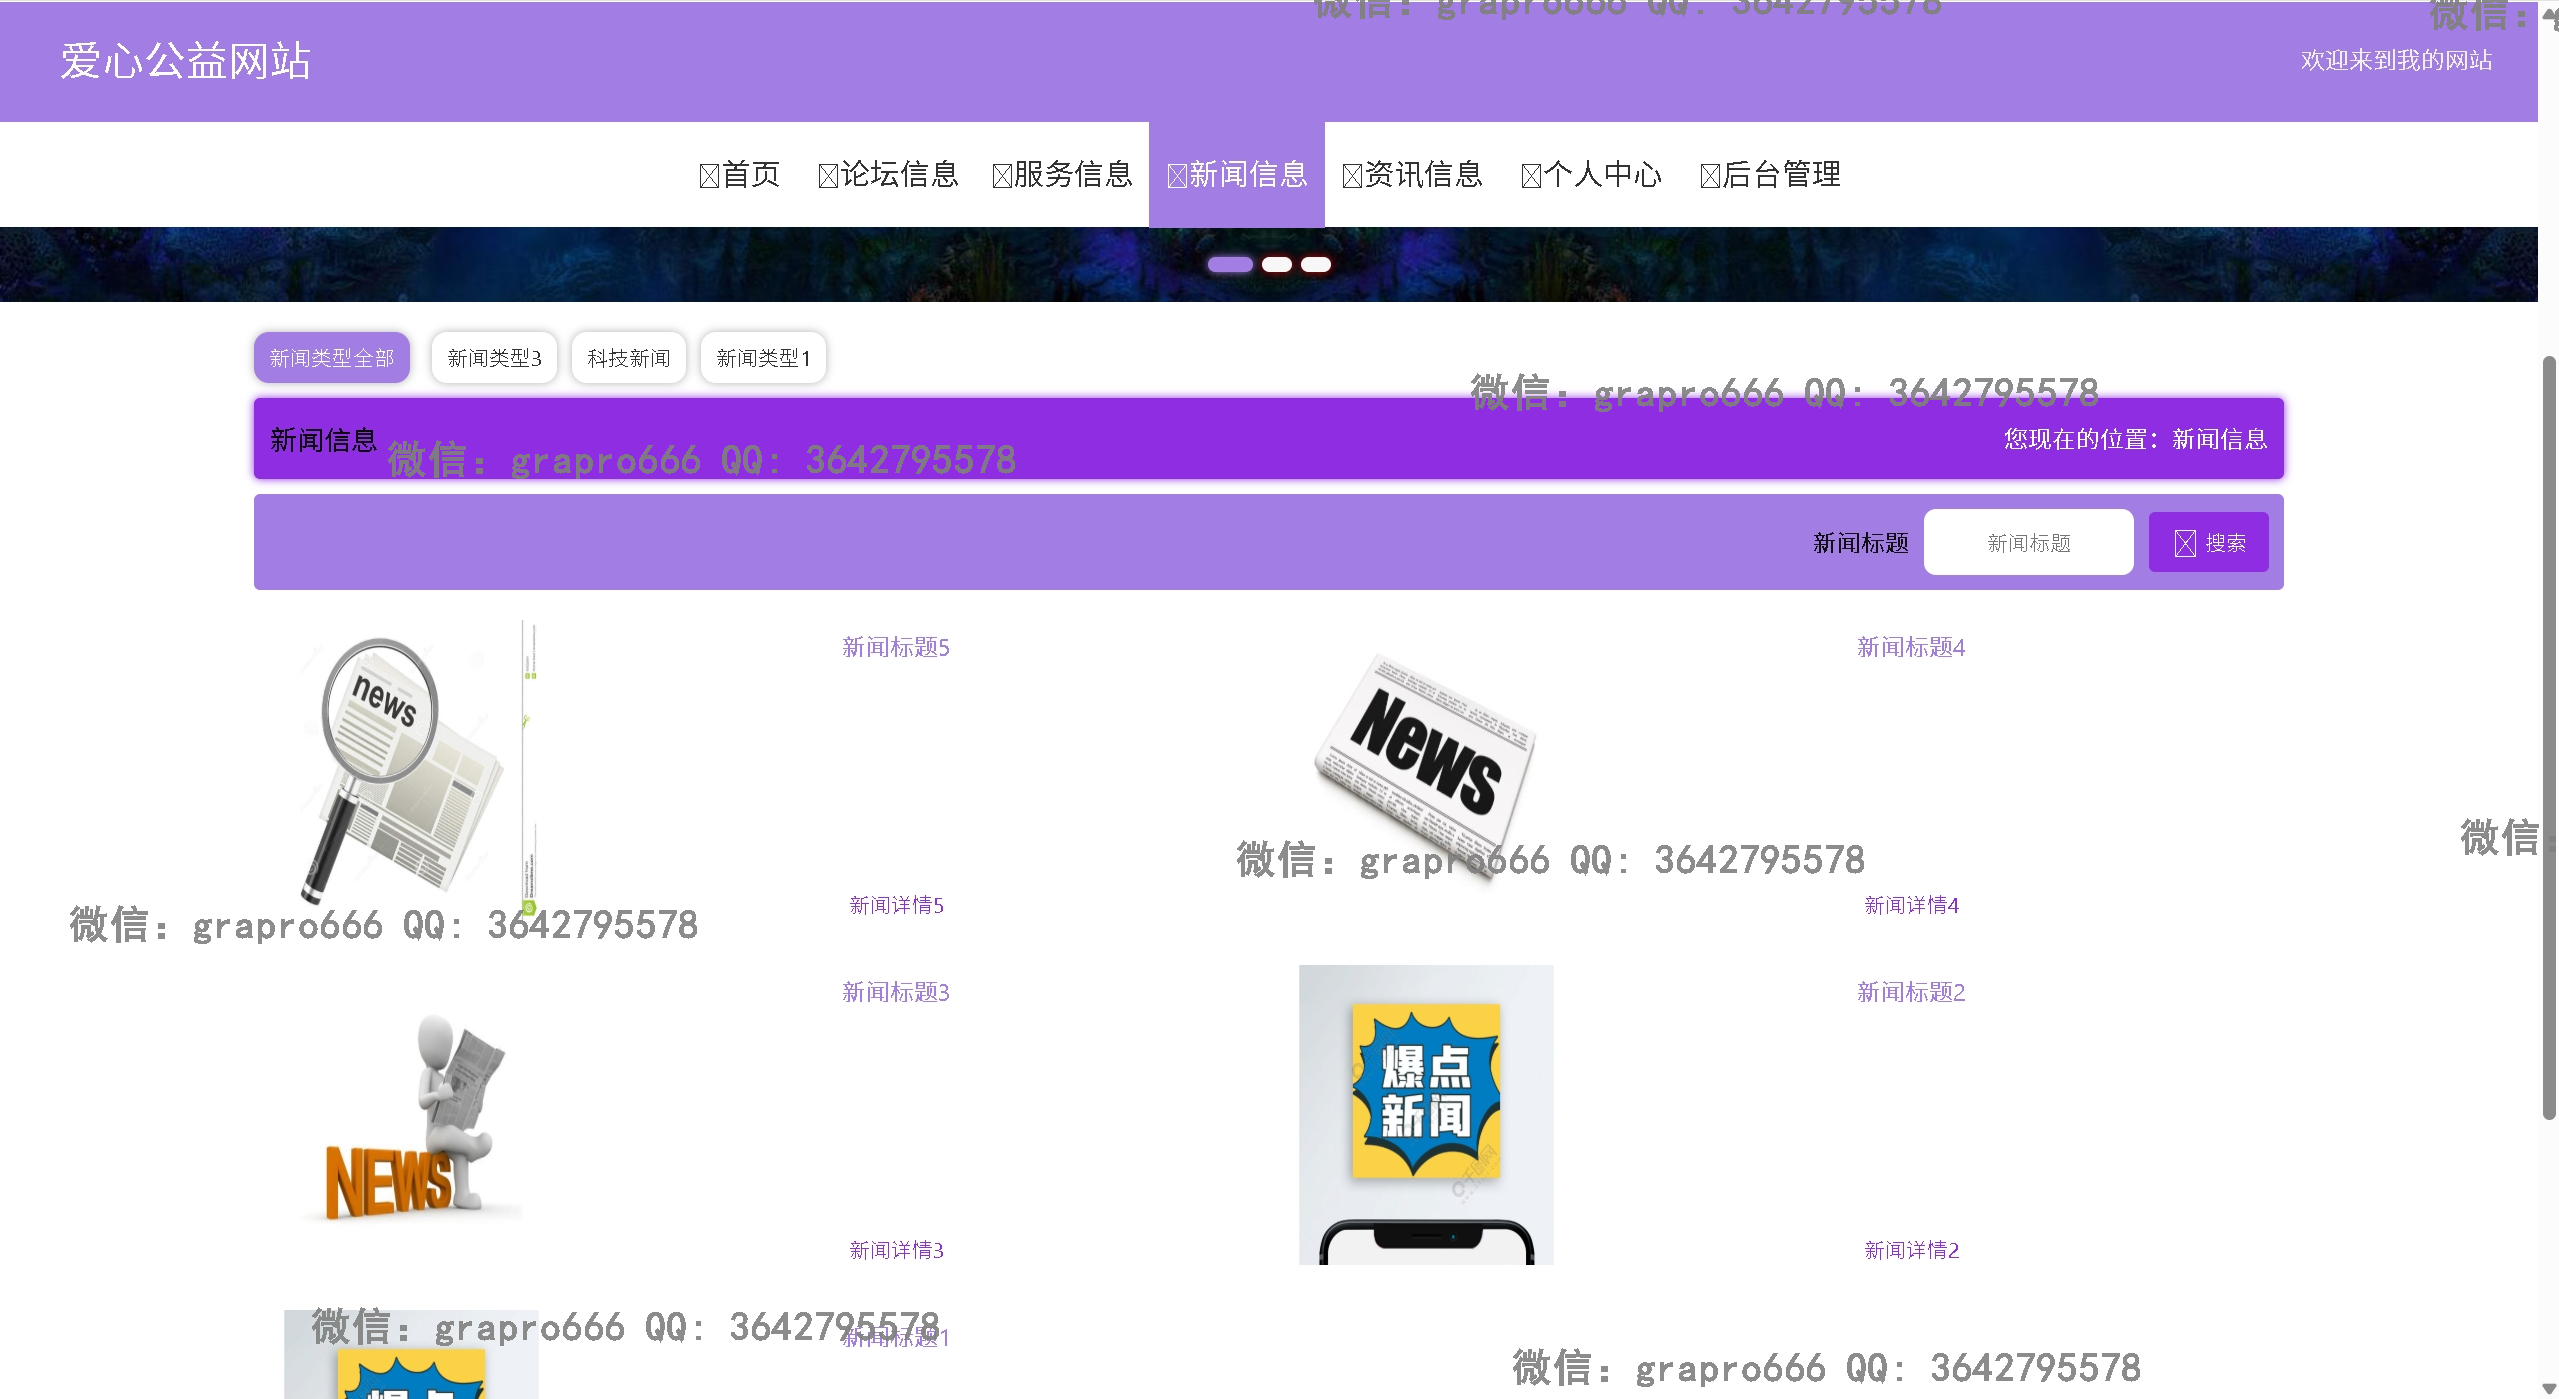 微信: grapro666 QQ: 3642795578
微信:
爱心公益网站
欢迎来到我的网站
首页 论坛信息 服务信息 新闻信息 资讯信息 个人中心 后台管理
新闻类型全部 新闻类型3 科技新闻 新闻类型1
微信: grapro666 QQ: 3642795578
新闻信息
您现在的位置：新闻信息
微信: grapro666 QQ: 3642795578
新闻标题 新闻标题 搜索
新闻标题5
新闻标题4
news
News
微信:
微信: grapro666 QQ: 3642795578
新闻详情5
新闻详情4
微信: grapro666 QQ: 3642795578
新闻标题3
新闻标题2
爆点
新闻
NEWS
新闻详情3
新闻详情2
微信: grapro666 QQ: 3642795578
新闻标题1
微信: grapro666 QQ: 3642795578
爆点